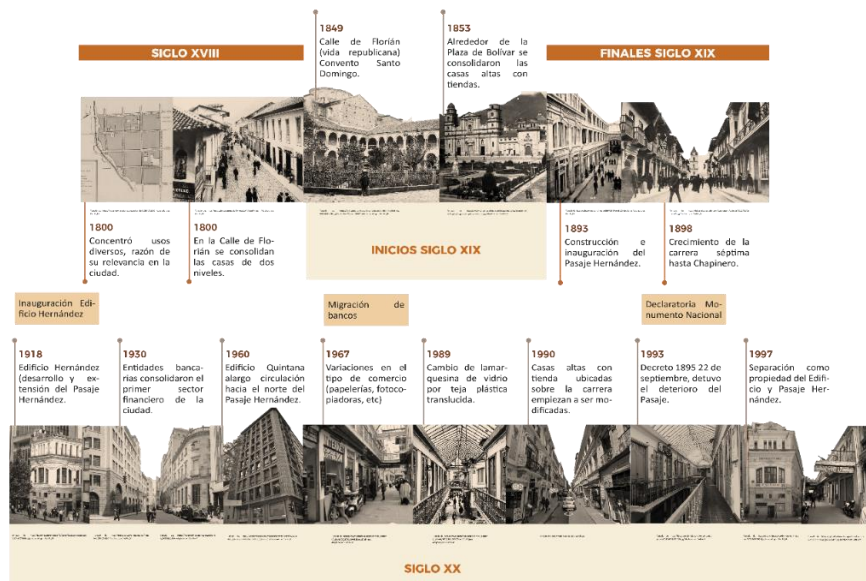 SIGLO XVIII
1849
Calle de Florián
(vida republicana)
Convento Santo
Domingo.
1853
Alrededor de la
Plaza de Bolívar se
consolidaron las
casas altas con
tiendas.
FINALES SIGLO XIX
1800
Concentró usos
diversos, razón de
su relevancia en la
ciudad.
1800
En la Calle de Flo-
rián se consolidan
las casas de dos
niveles.
INICIOS SIGLO XIX
1893
Construcción e
inauguración del
Pasaje Hernández.
1898
Crecimiento de la
carrera séptima
hasta Chapinero.
Inauguración Edi-
ficio Hernández
Migración de
bancos
Declaratoria Mo-
numento Nacional
1918
Edificio Hernández
(desarrollo y ex-
tensión del Pasaje
Hernández.
1930
Entidades banca-
rias consolidaron el
primer sector
financiero de la
ciudad.
1960
Edificio Quintana
alargo circulación
hacia el norte del
Pasaje Hernández.
1967
Variaciones en el
tipo de comercio
(papelerías, fotoco-
piadoras, etc)
1989
Cambio de lamar-
quesina de vidrio
por teja plástica
translucida.
1990
Casas altas con
tienda ubicadas
sobre la carrera
empiezan a ser mo-
dificadas.
1993
Decreto 1895 22 de
septiembre, detuvo
el deterioro del
Pasaje.
1997
Separación como
propiedad del Edifi-
cio y Pasaje Her-
nández.
SIGLO XX